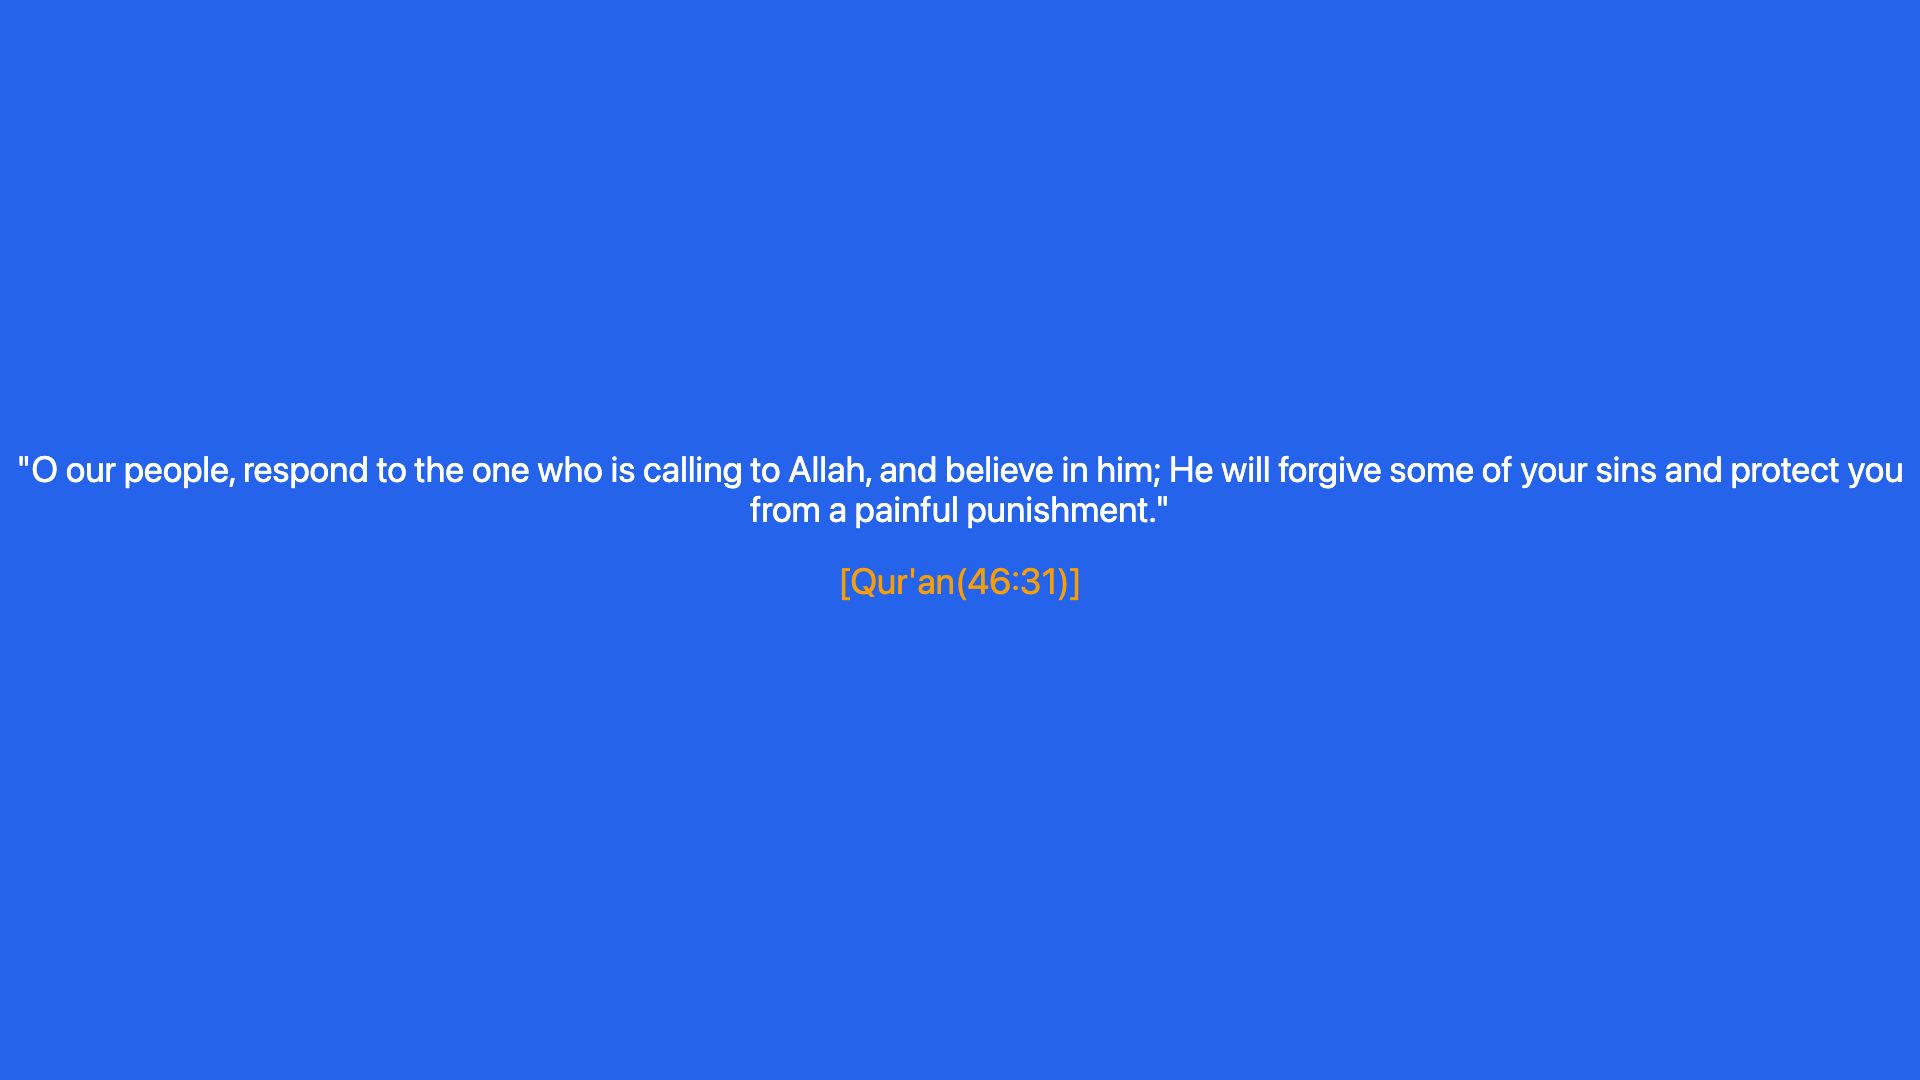 "O our people, respond to the one who is calling to Allah, and believe in him; He will forgive some of your sins and protect you
from a painful punishment."
[Qur'an(46:31)]